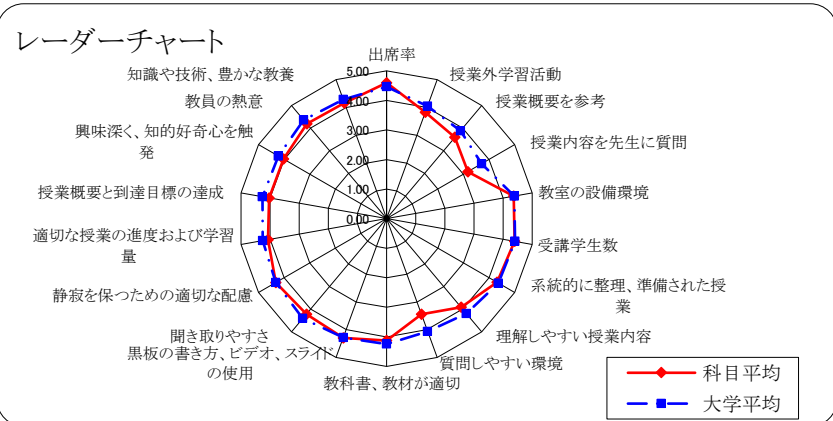 レーダーチャート
出席率
授業外学習活動
授業概要を参考
授業内容を先生に質問
教室の設備環境
受講学生数
系統的に整理、準備された授
業
理解しやすい授業内容
質問しやすい環境
教科書、教材が適切
黒板の書き方、ビデオ、スライド
の使用
聞き取りやすさ
静寂を保つための適切な配慮
適切な授業の進度および学習
量
授業概要と到達目標の達成
興味深く、知的好奇心を触
発
教員の熱意
知識や技術、豊かな教養
5.00
4.00
3.00
2.00
1.00
0.00
科目平均
大学平均